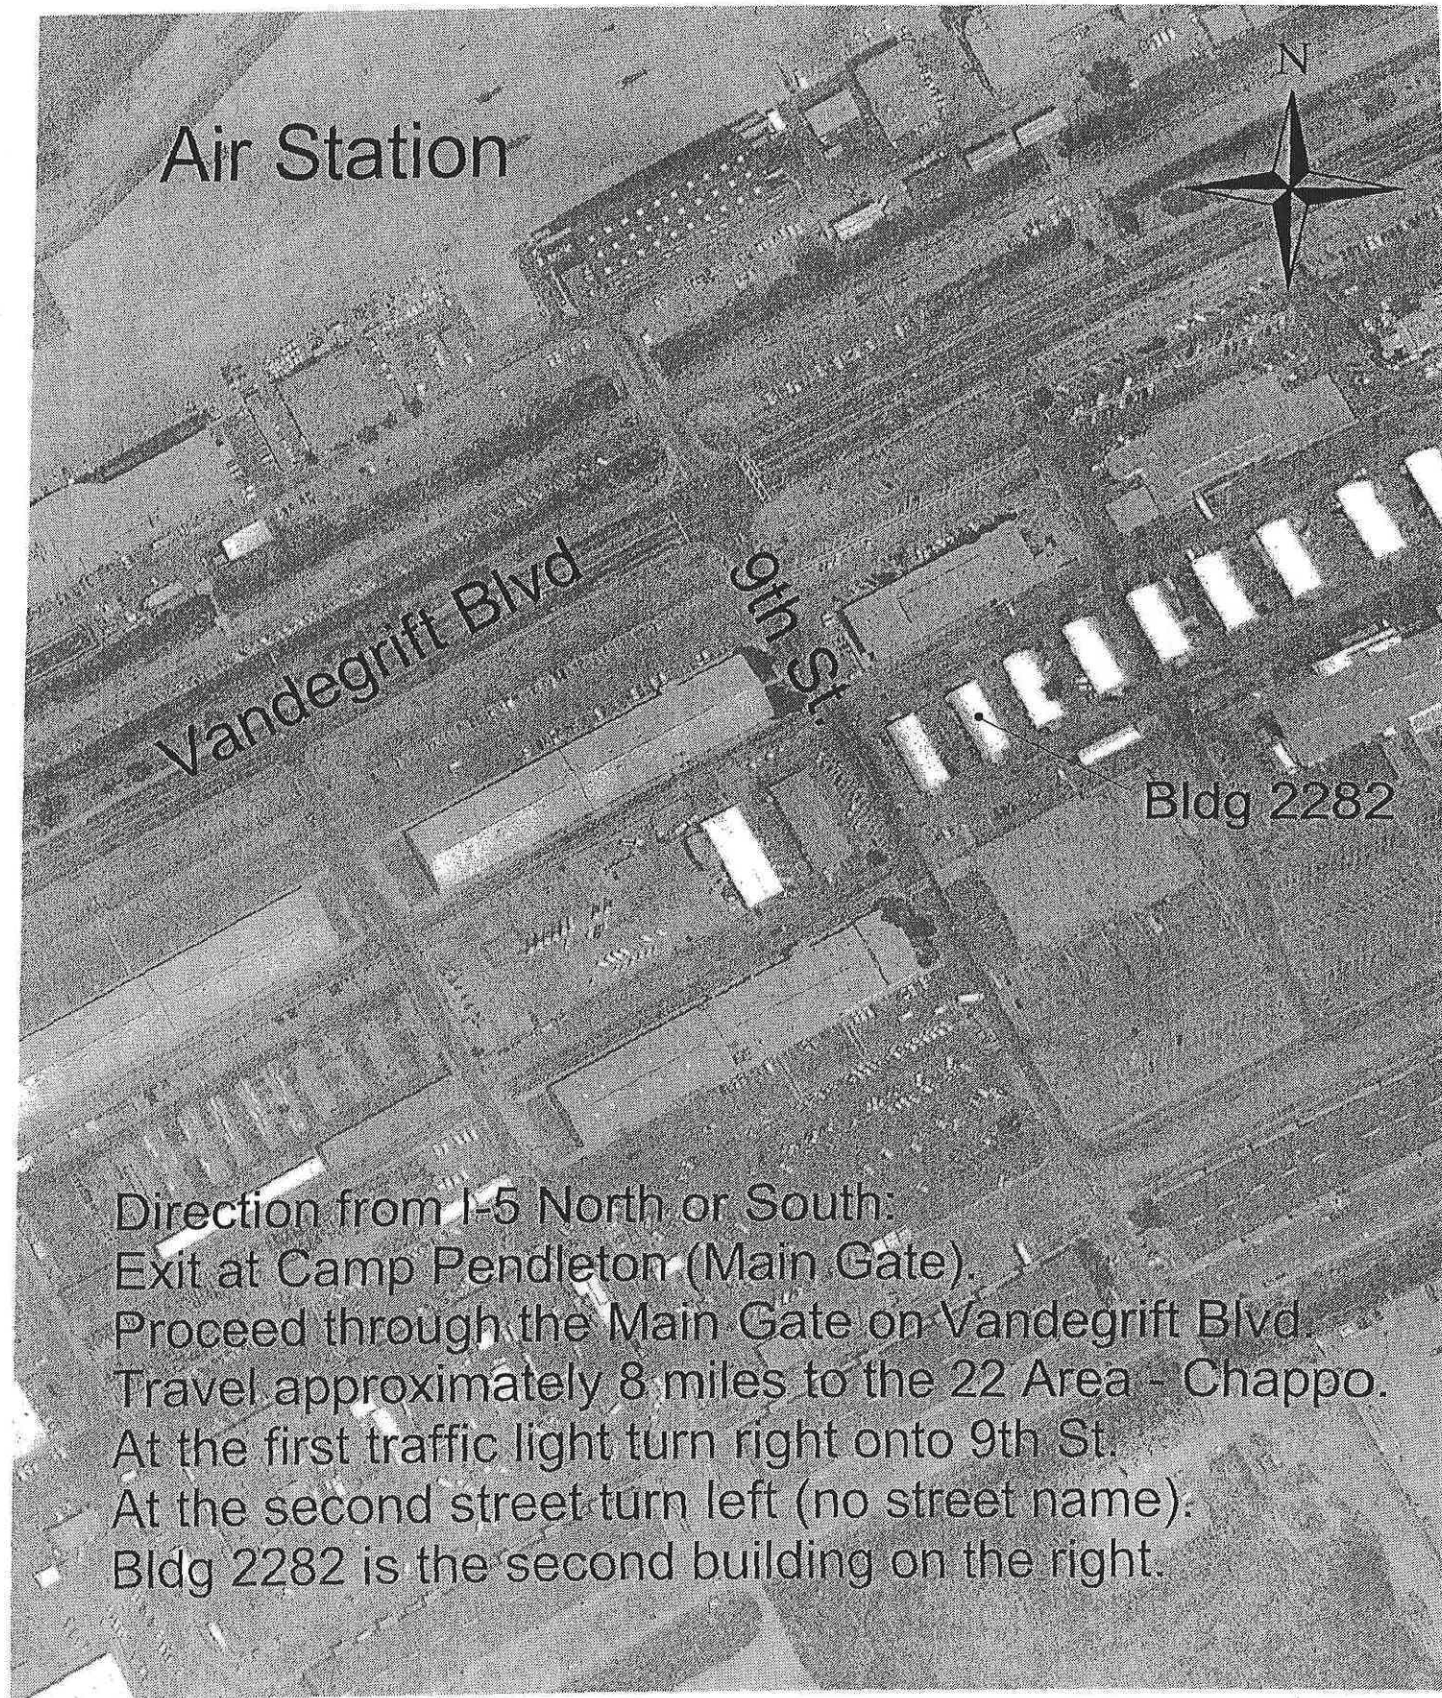 N
Air Station
Vandegrift Blvd
9th St.
Bldg 2282
Direction from I-5 North or South:
Exit at Camp Pendleton (Main Gate).
Proceed through the Main Gate on Vandegrift Blvd.
Travel approximately 8 miles to the 22 Area - Chappo.
At the first traffic light turn right onto 9th St.
At the second street turn left (no street name).
Bldg 2282 is the second building on the right.